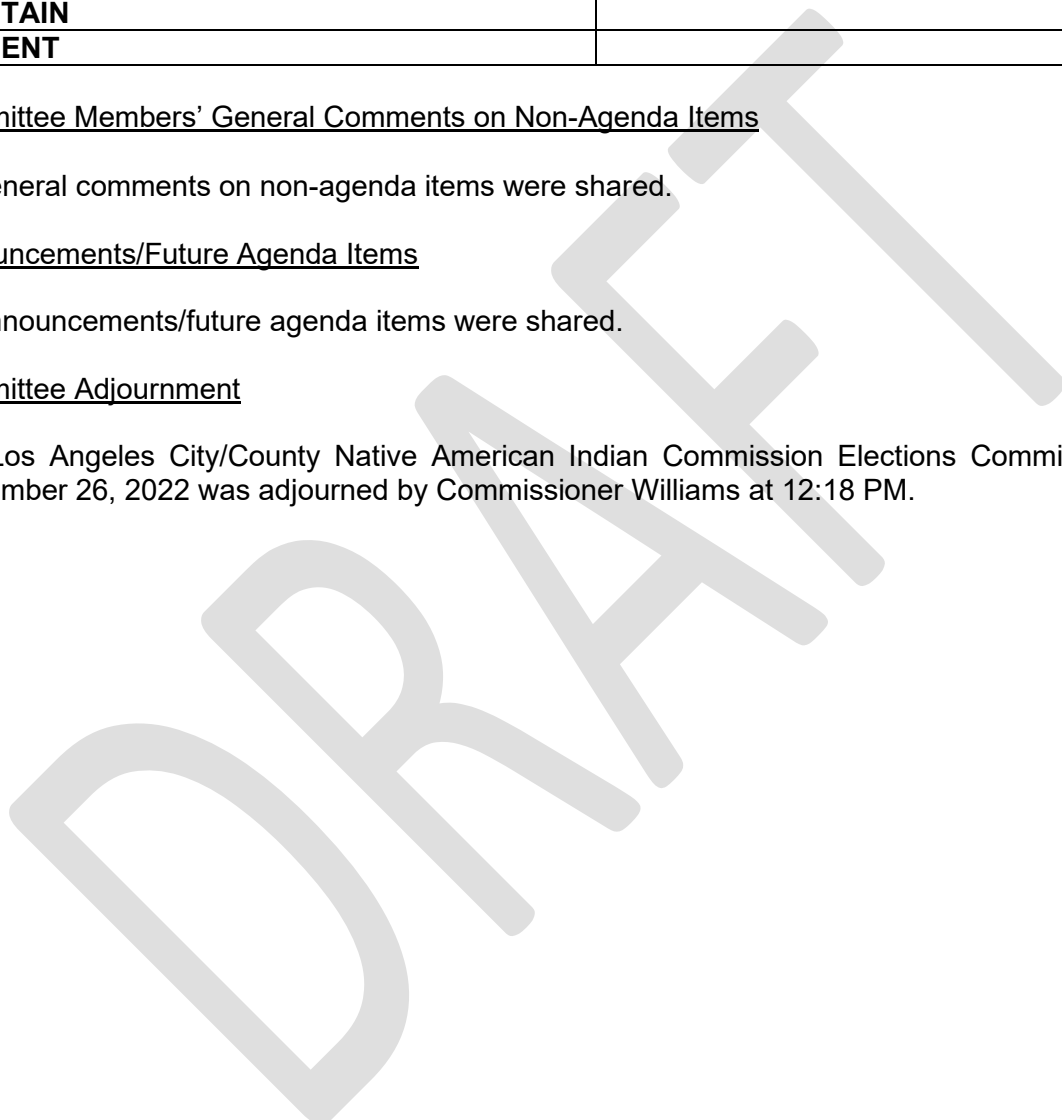 TAIN
ENT
mittee Members' General Comments on Non-Agenda Items
eneral comments on non-agenda items were shared.
uncements/Future Agenda Items
nnouncements/future agenda items were shared.
mittee Adjournment
Los Angeles City/County Native American Indian Commission Elections Commi
mber 26, 2022 was adjourned by Commissioner Williams at 12:18 PM.
DRAFT